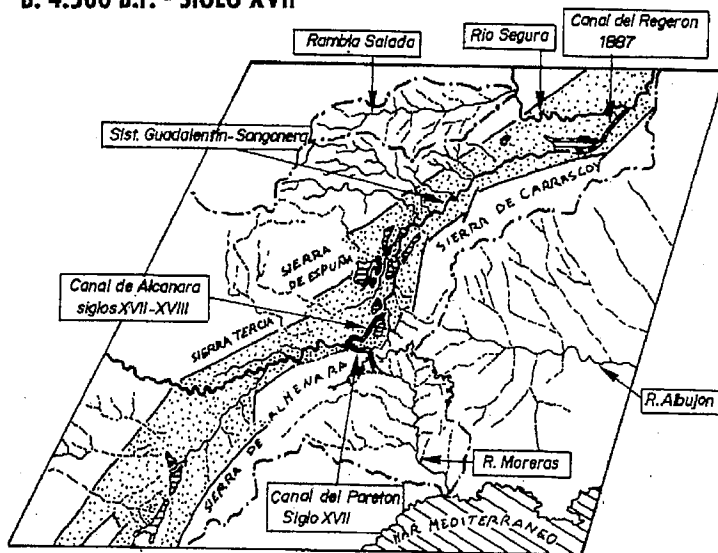 B. 4.500 B.P. - SIGLO XVII
Rambla Salada
Rio Segura
Canal del Regeron
1887
Sist. Guadalentin-Sangonera
SIERRA DE CARRASCOY
SIERRA
DE ESPUÑA
Canal de Alcanara
siglos XVII-XVIII
SIERRA TERCIA
SIERRA DE ALMENARA
R. Albujon
R. Moreras
Canal del Pareton
Siglo XVII
MAR MEDITERRANEO